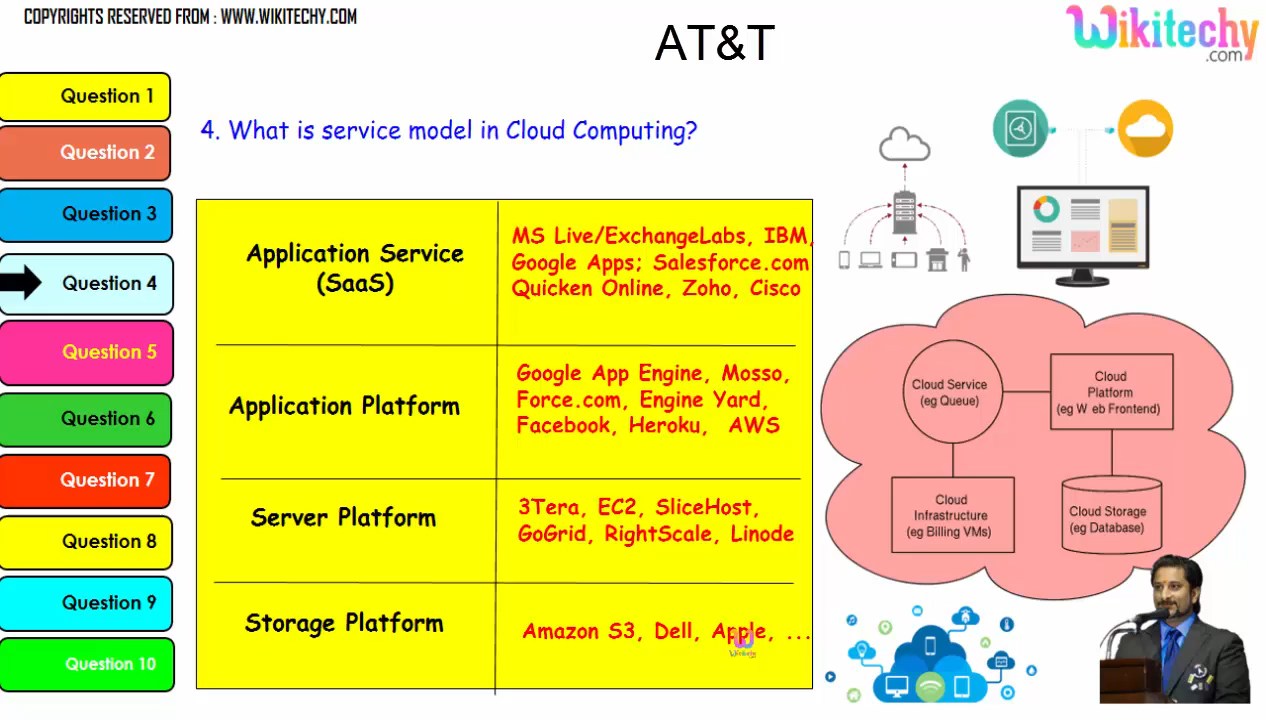 COPYRIGHTS RESERVED FROM : WWW.WIKITECHY.COM
AT&T
Wikitechy
.com
Question 1
Question 2
Question 3
Question 4
Question 5
Question 6
Question 7
Question 8
Question 9
Question 10
4. What is service model in Cloud Computing?
Application Service
(SaaS)
MS Live/ExchangeLabs, IBM,
Google Apps; Salesforce.com
Quicken Online, Zoho, Cisco
Application Platform
Google App Engine, Mosso,
Force.com, Engine Yard,
Facebook, Heroku, AWS
Server Platform
3Tera, EC2, SliceHost,
GoGrid, RightScale, Linode
Storage Platform
Amazon S3, Dell, Apple, ...
Wikitechy
Cloud Service
(eg Queue)
Cloud
Platform
(eg W eb Frontend)
Cloud
Infrastructure
(eg Billing VMs)
Cloud Storage
(eg Database)